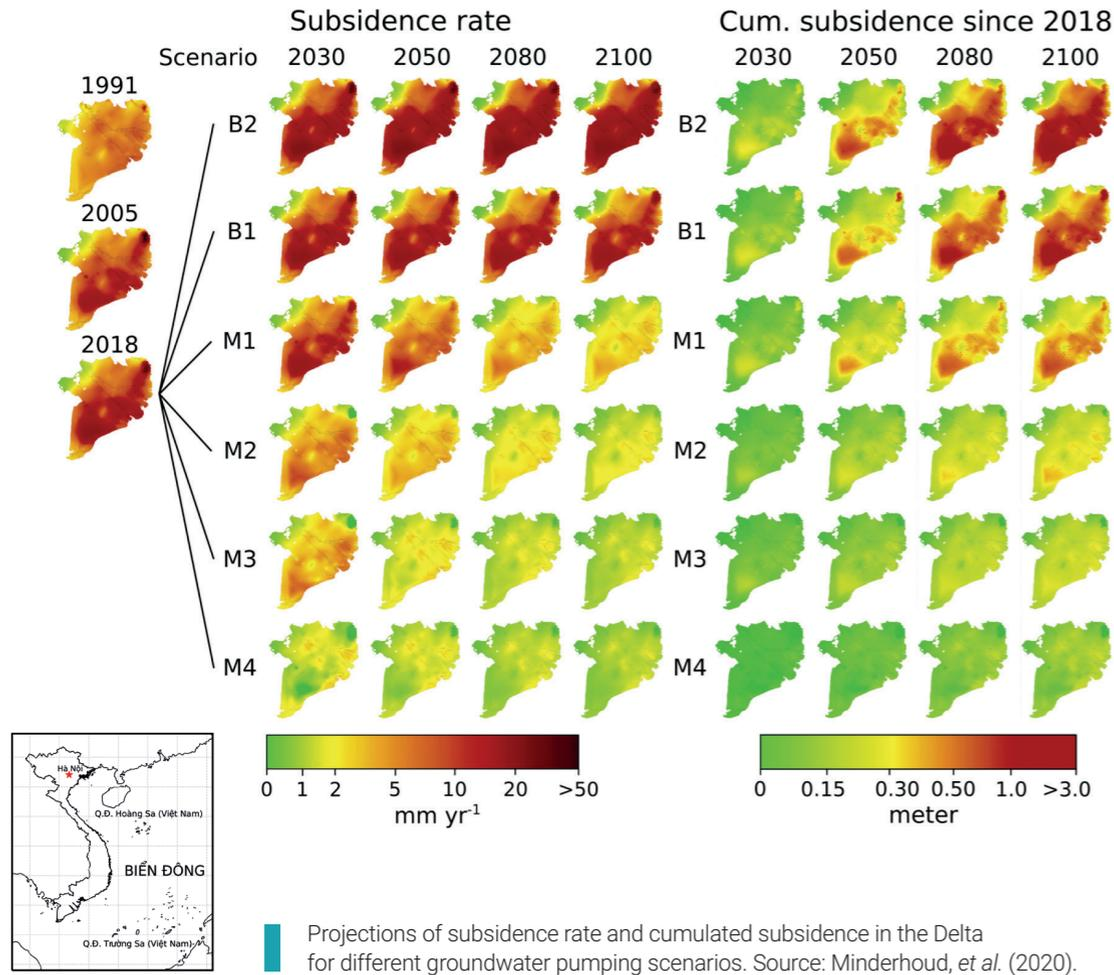 Subsidence rate
Cum. subsidence since 2018
Scenario
2030 2050 2080 2100
2030 2050 2080 2100
1991
2005
2018
B2
B1
M1
M2
M3
M4
B2
B1
M1
M2
M3
M4
0 1 2 5 10 20 >50
mm yr-1
0 0.15 0.30 0.50 1.0 >3.0
meter
Hà Nội
Q.Đ. Hoàng Sa (Việt Nam)
BIỂN ĐÔNG
Q.Đ. Trường Sa (Việt Nam)
Projections of subsidence rate and cumulated subsidence in the Delta
for different groundwater pumping scenarios. Source: Minderhoud, et al. (2020).